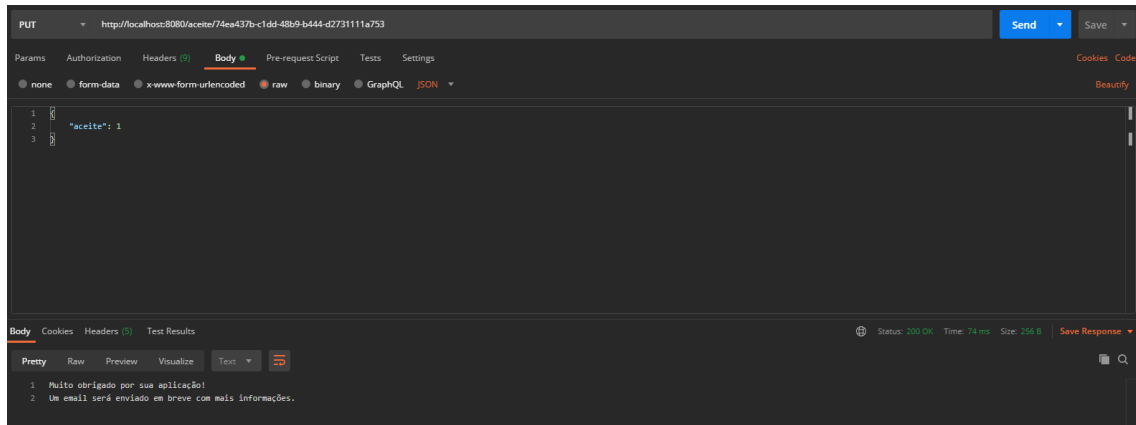 PUT http://localhost:8080/aceite/74ea437b-c1dd-48b9-b444-d2731111a753 Send Save
Params Authorization Headers (9) Body Pre-request Script Tests Settings Cookies Code
none form-data x-www-form-urlencoded raw binary GraphQL JSON Beautify
1 {
2 "aceite": 1
3 }
Body Cookies Headers (5) Test Results Status: 200 OK Time: 74 ms Size: 256 B Save Response
Pretty Raw Preview Visualize Text
1 Muito obrigado por sua aplicação!
2 Um email será enviado em breve com mais informações.